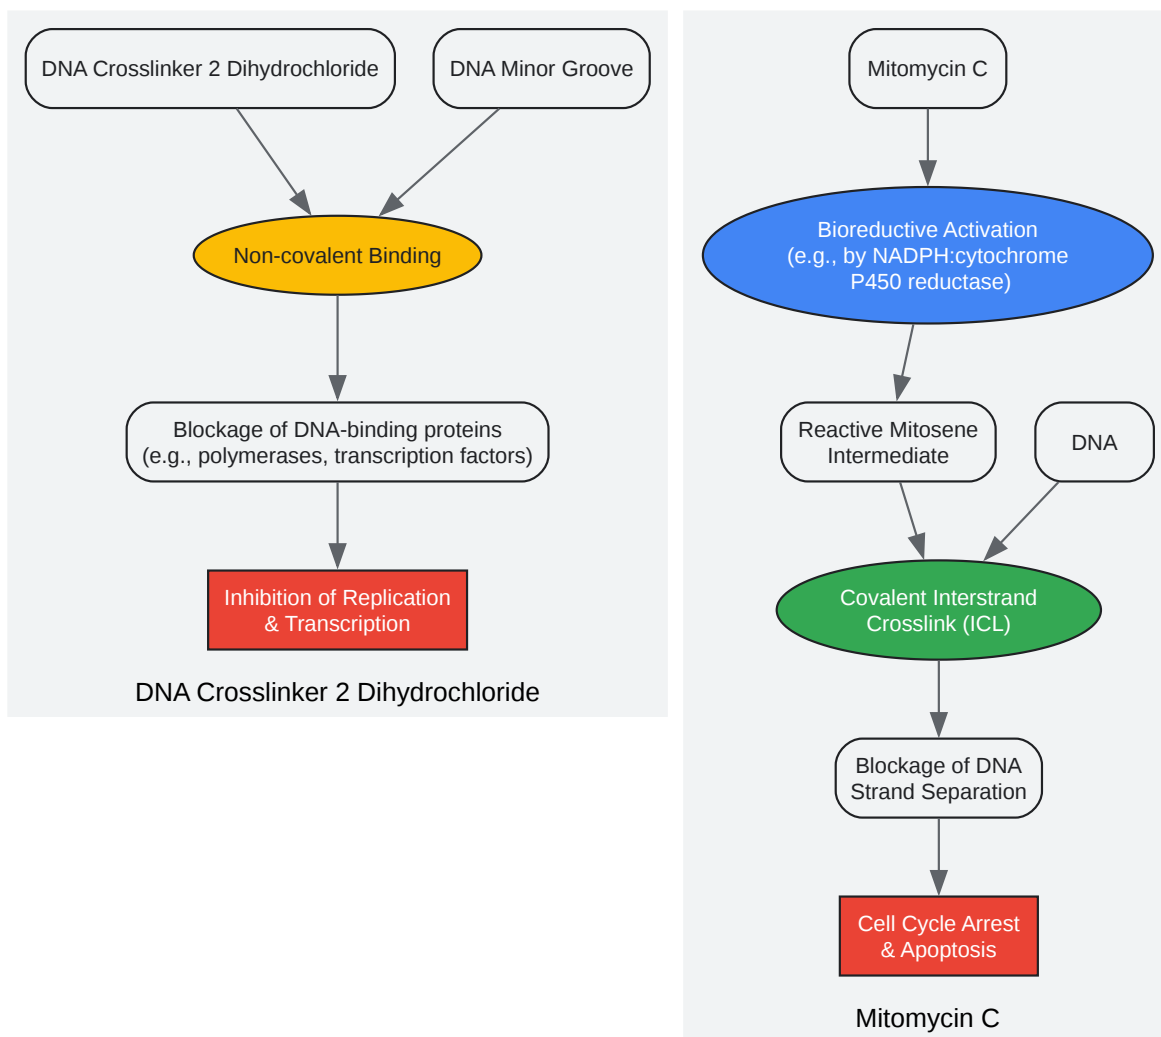 DNA Crosslinker 2 Dihydrochloride
DNA Minor Groove
Non-covalent Binding
Blockage of DNA-binding proteins
(e.g., polymerases, transcription factors)
Inhibition of Replication
& Transcription
DNA Crosslinker 2 Dihydrochloride
Mitomycin C
Bioreductive Activation
(e.g., by NADPH:cytochrome
P450 reductase)
Reactive Mitosene
Intermediate
DNA
Covalent Interstrand
Crosslink (ICL)
Blockage of DNA
Strand Separation
Cell Cycle Arrest
& Apoptosis
Mitomycin C